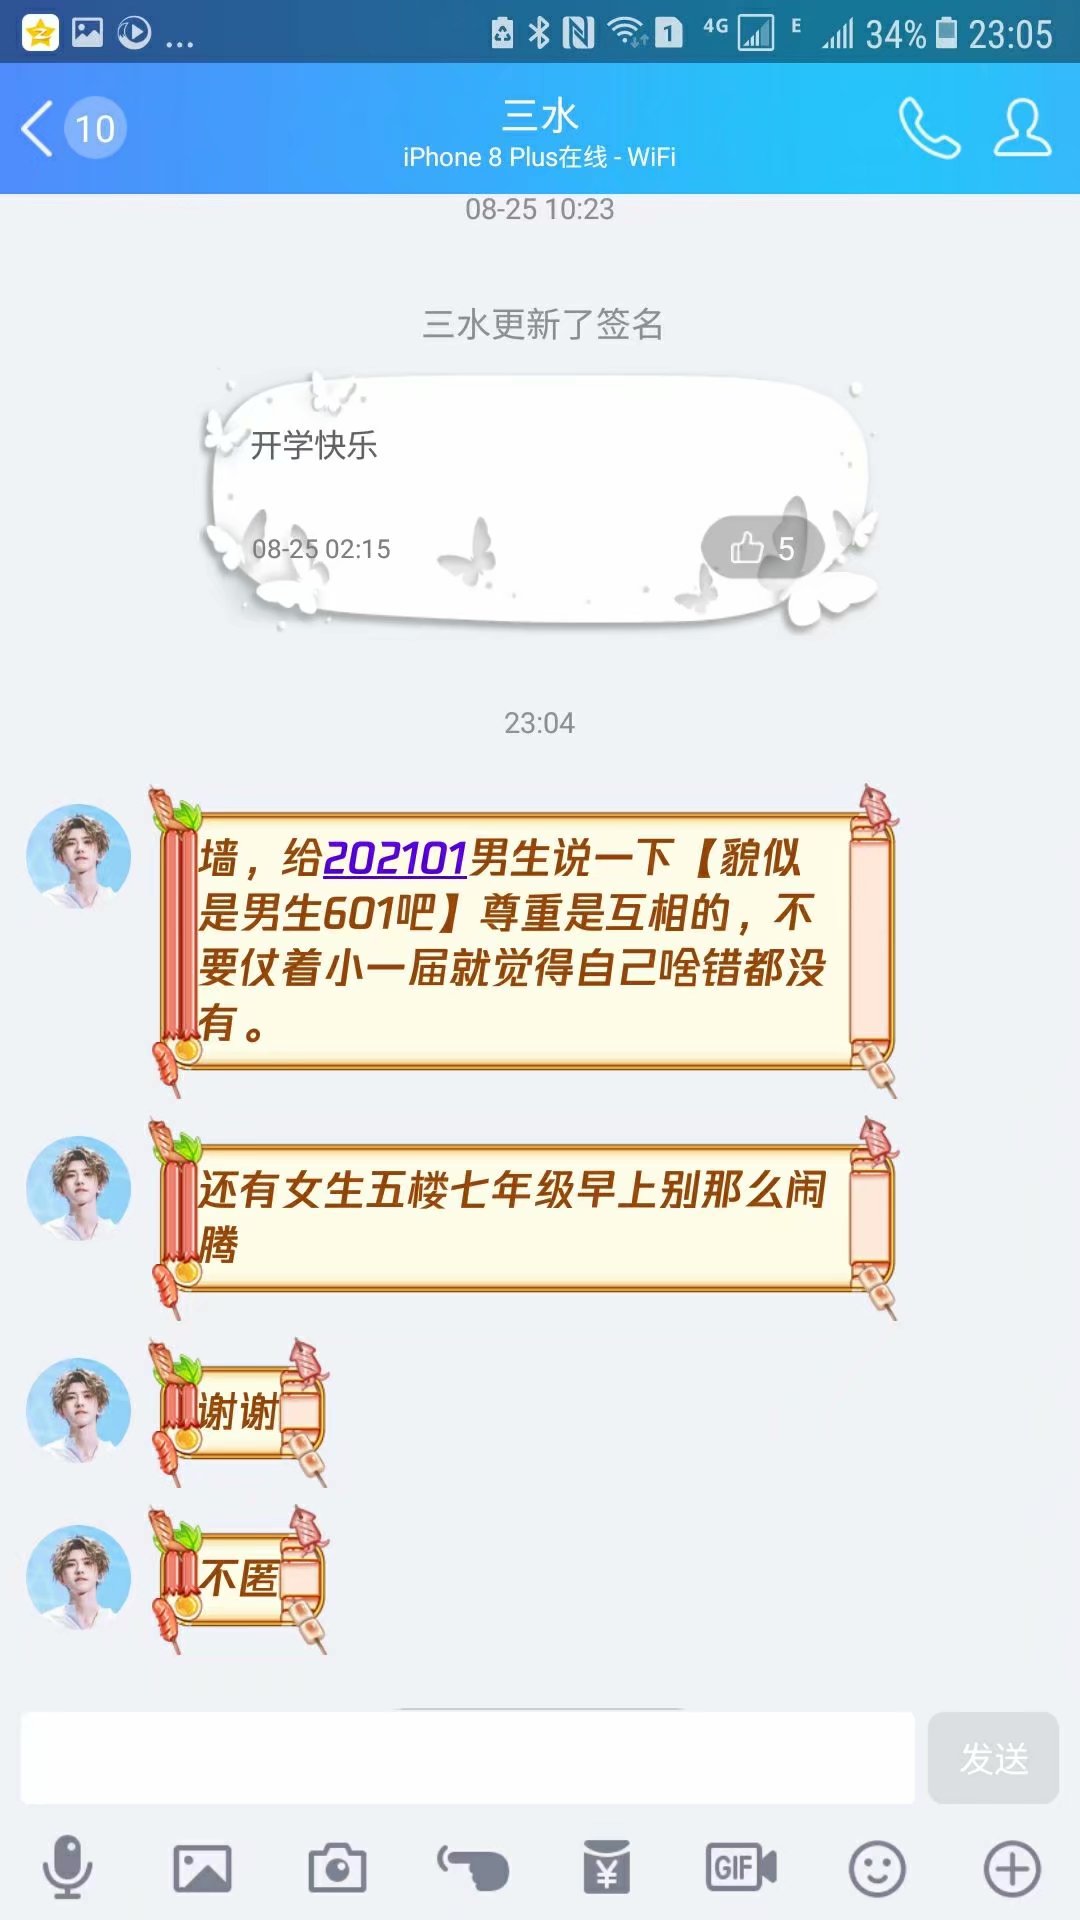 1 4G E 34% 23:05
10
三水
iPhone 8 Plus在线 - WiFi
08-25 10:23
三水更新了签名
开学快乐
08-25 02:15
5
23:04
墙，给202101男生说一下【貌似
是男生601吧】尊重是互相的，不
要仗着小一届就觉得自己啥错都没
有。
还有女生五楼七年级早上别那么闹
腾
谢谢
不匿
发送
¥
GIF